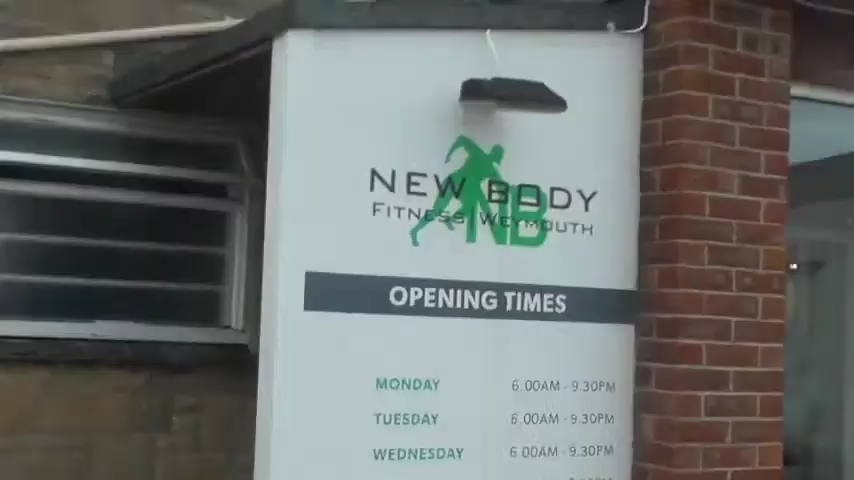 NEW BODY
FITNESS WEYMOUTH
NB
OPENING TIMES
MONDAY 6.00AM - 9.30PM
TUESDAY 6.00AM - 9.30PM
WEDNESDAY 6.00AM - 9.30PM